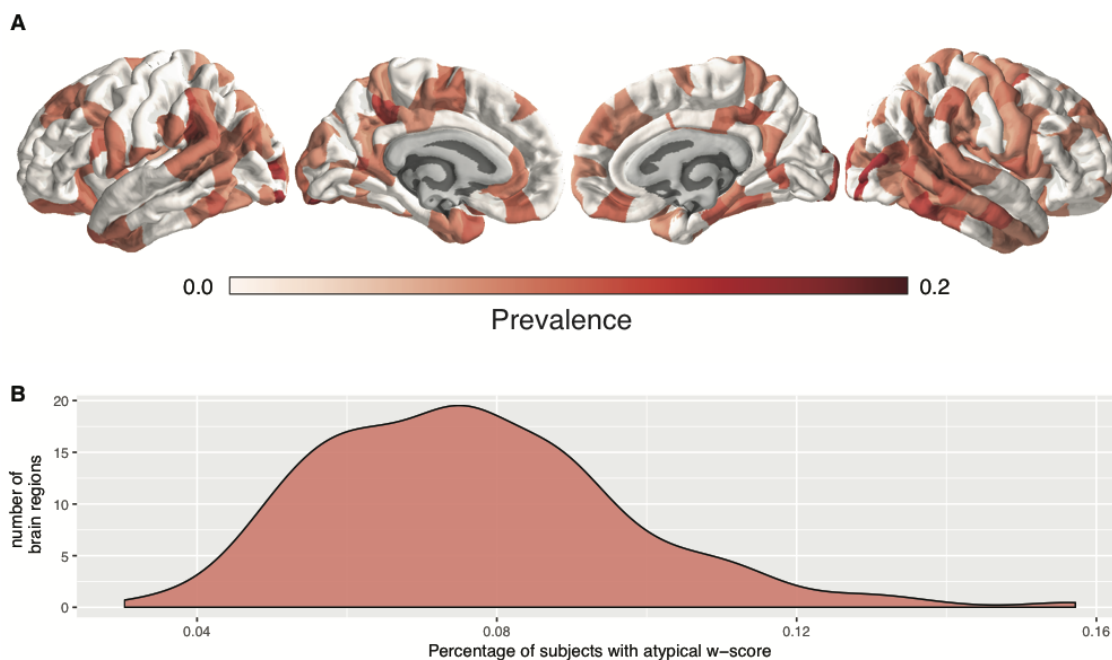 A
0.0
0.2
Prevalence
B
20
15
10
5
0
number of
brain regions
0.04
0.08
0.12
0.16
Percentage of subjects with atypical w−score